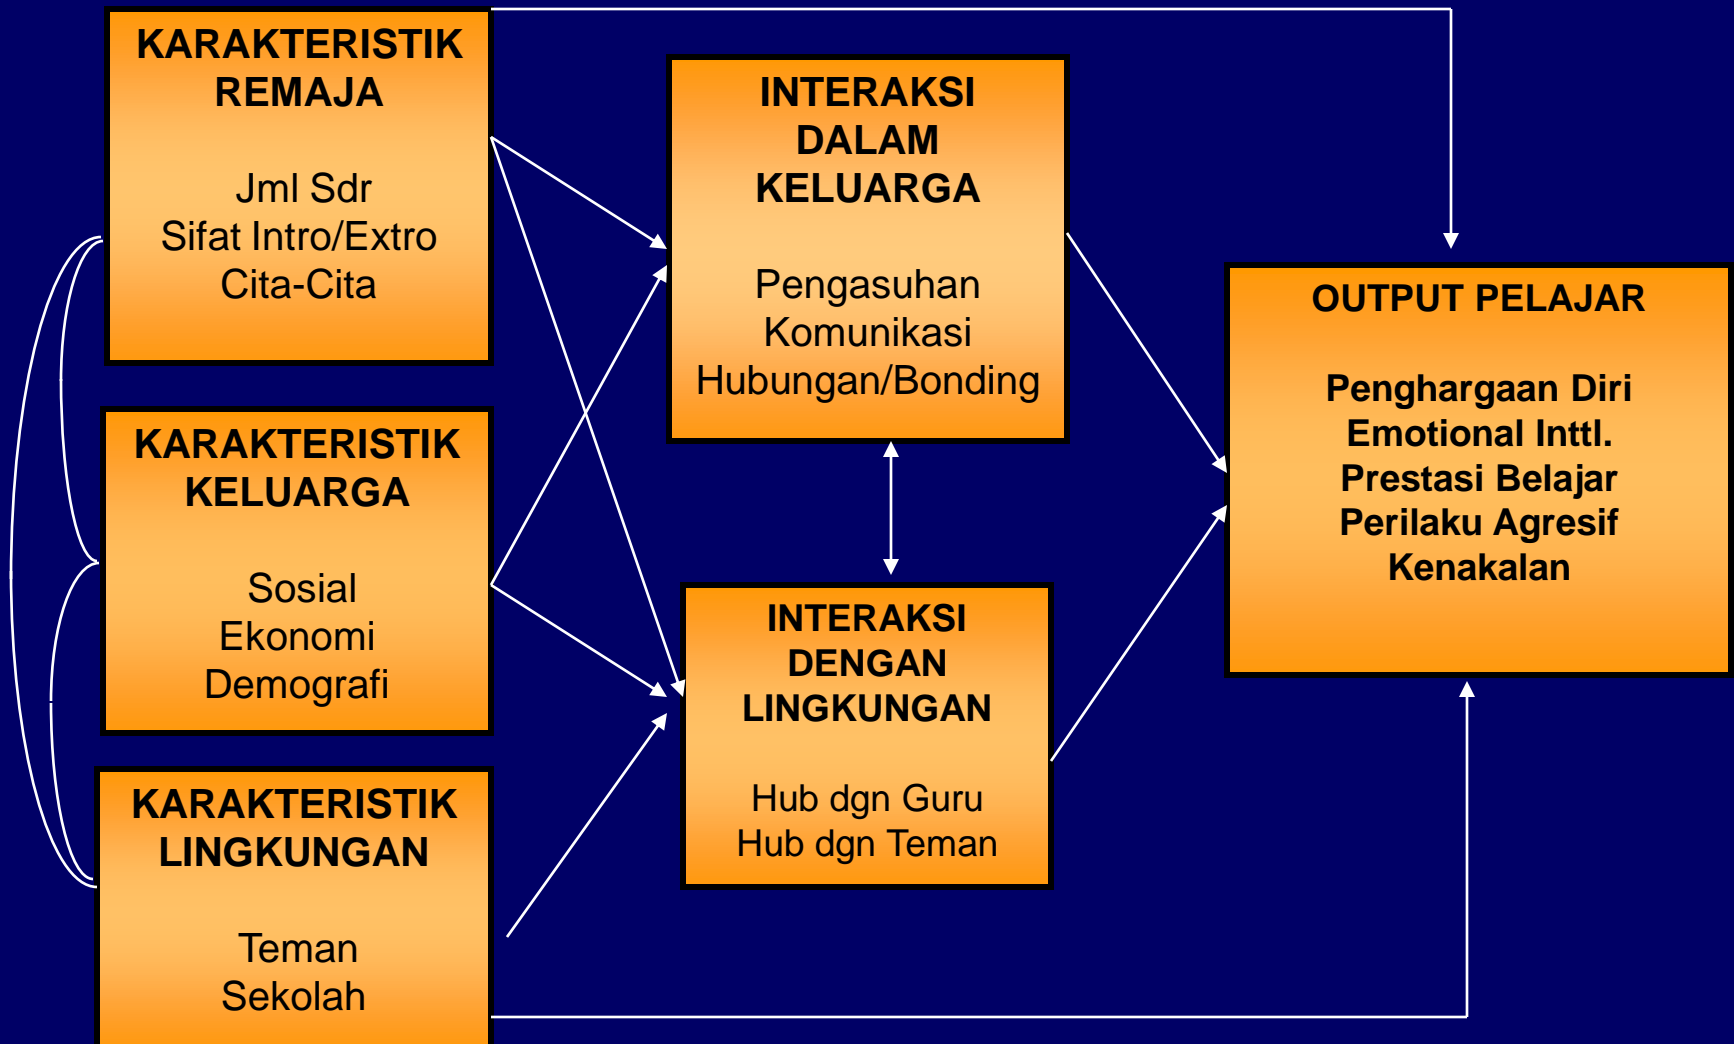 KARAKTERISTIK
REMAJA
Jml Sdr
Sifat Intro/Extro
Cita-Cita
KARAKTERISTIK
KELUARGA
Sosial
Ekonomi
Demografi
KARAKTERISTIK
LINGKUNGAN
Teman
Sekolah
INTERAKSI
DALAM
KELUARGA
Pengasuhan
Komunikasi
Hubungan/Bonding
INTERAKSI
DENGAN
LINGKUNGAN
Hub dgn Guru
Hub dgn Teman
OUTPUT PELAJAR
Penghargaan Diri
Emotional Inttl.
Prestasi Belajar
Perilaku Agresif
Kenakalan